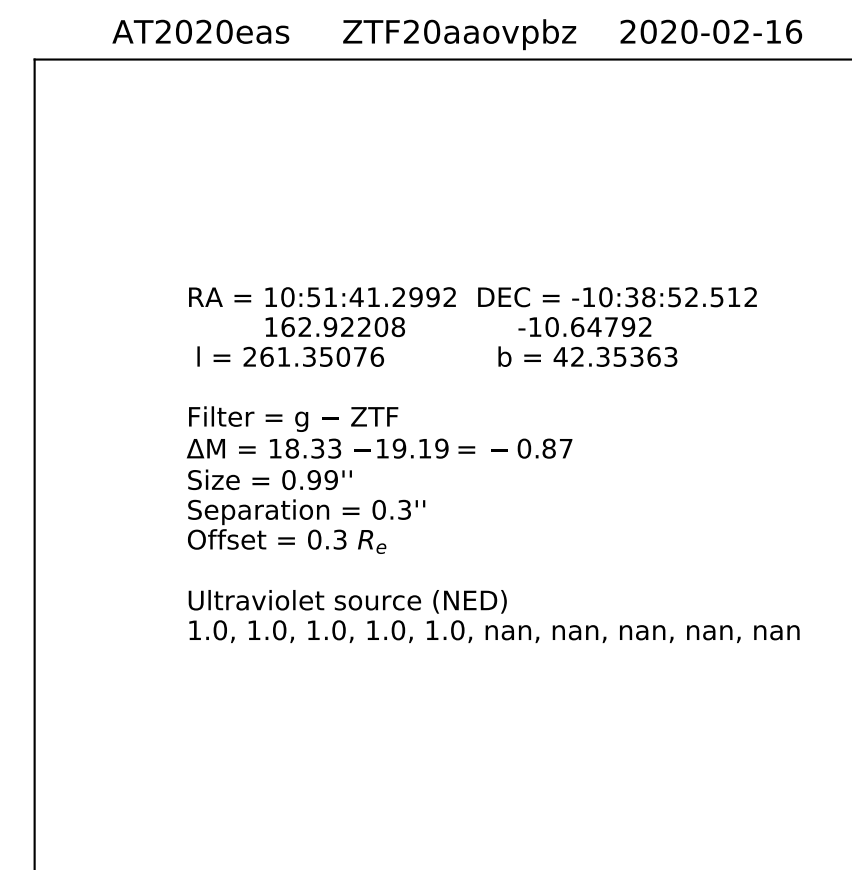 AT2020eas ZTF20aaovpbz 2020-02-16
RA = 10:51:41.2992 DEC = -10:38:52.512
162.92208 -10.64792
l = 261.35076 b = 42.35363
Filter = g − ZTF
ΔM = 18.33 −19.19 = − 0.87
Size = 0.99''
Separation = 0.3''
Offset = 0.3 Re
Ultraviolet source (NED)
1.0, 1.0, 1.0, 1.0, 1.0, nan, nan, nan, nan, nan